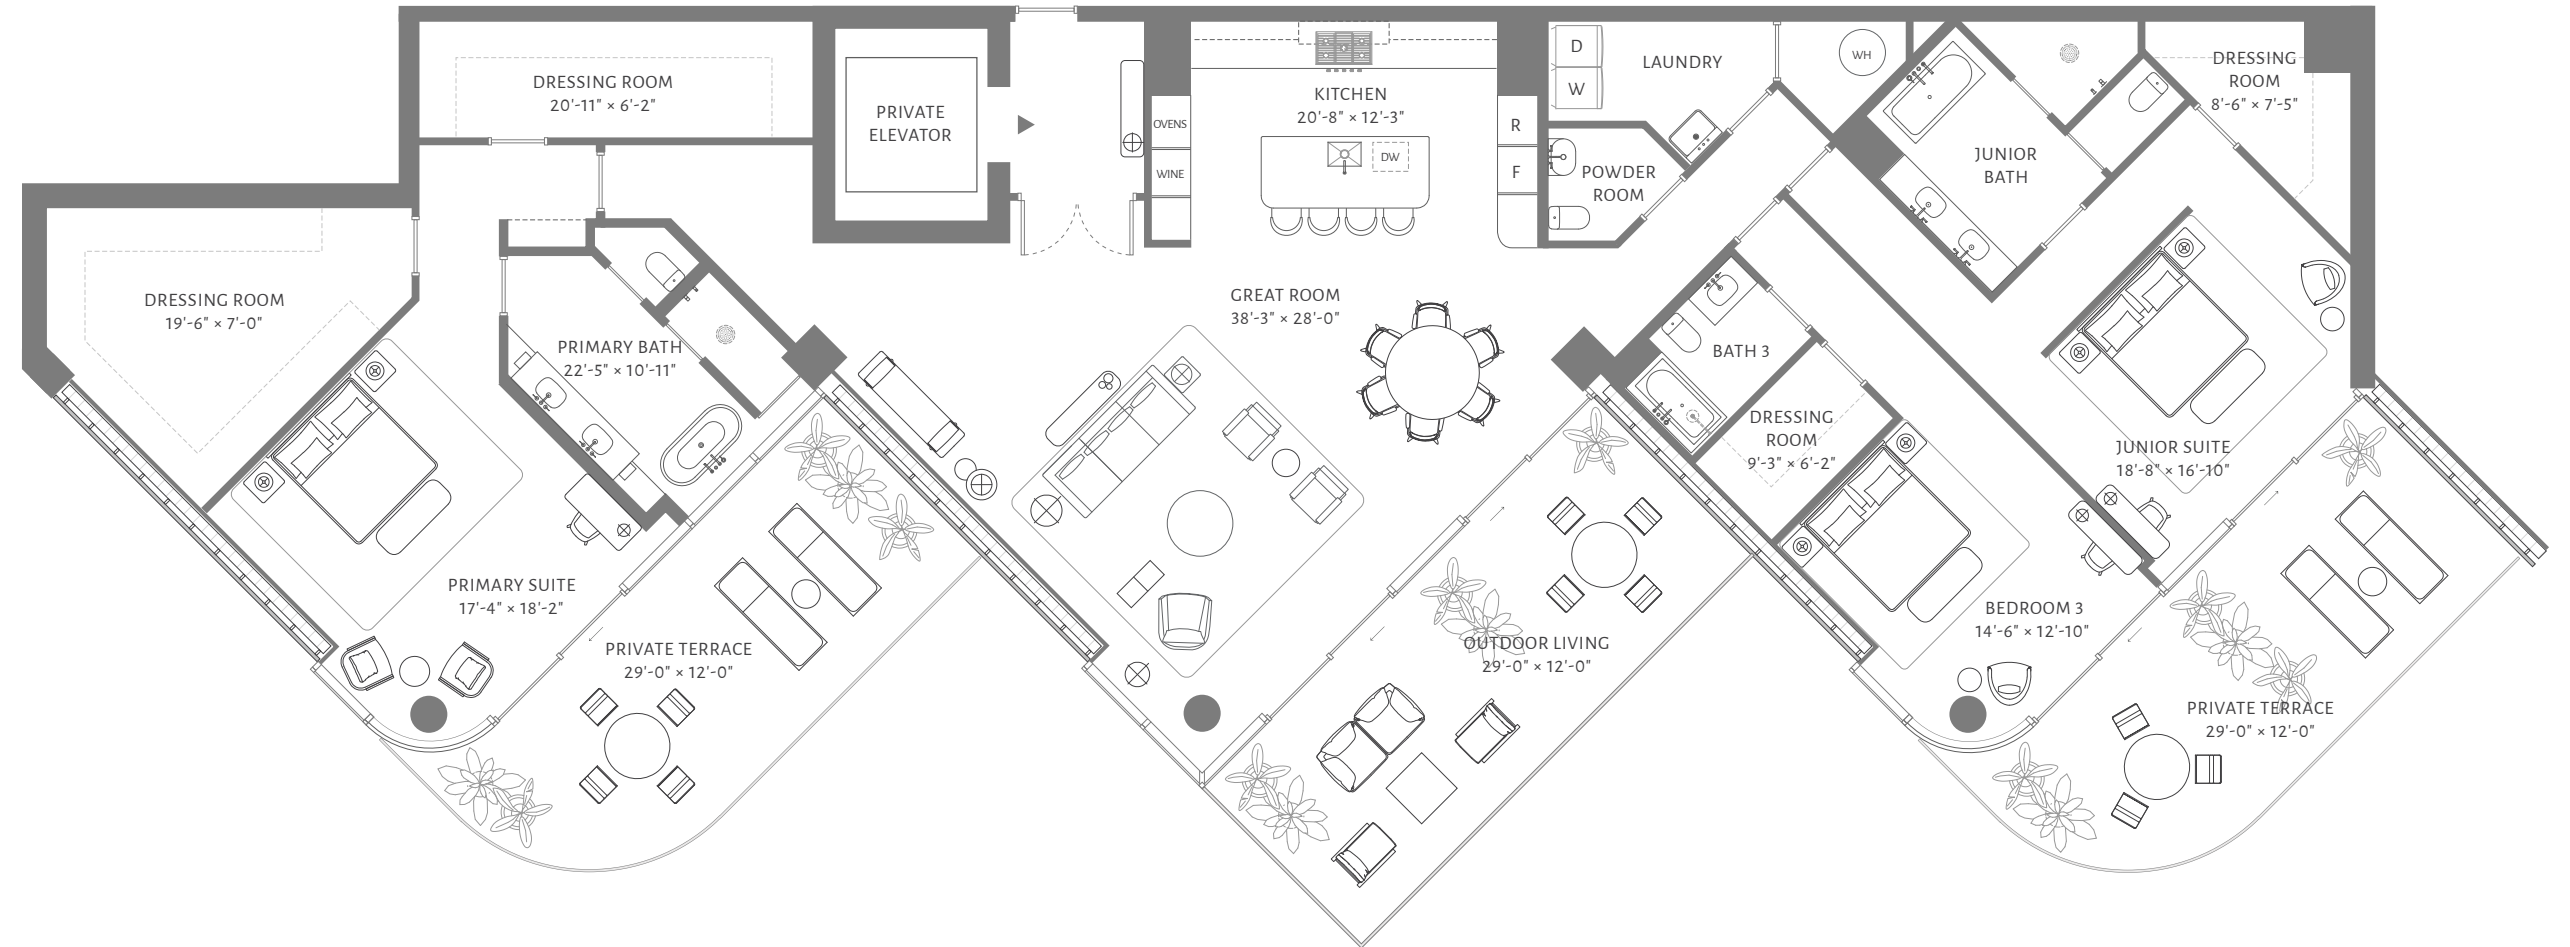 DRESSING ROOM
20'-11" × 6'-2"
PRIVATE
ELEVATOR
OVENS
WINE
KITCHEN
20'-8" × 12'-3"
DW
R
F
D
W
LAUNDRY
WH
POWDER
ROOM
JUNIOR
BATH
DRESSING
ROOM
8'-6" × 7'-5"
DRESSING ROOM
19'-6" × 7'-0"
PRIMARY BATH
22'-5" × 10'-11"
GREAT ROOM
38'-3" × 28'-0"
BATH 3
DRESSING
ROOM
9'-3" × 6'-2"
JUNIOR SUITE
18'-8" × 16'-10"
PRIMARY SUITE
17'-4" × 18'-2"
PRIVATE TERRACE
29'-0" × 12'-0"
OUTDOOR LIVING
29'-0" × 12'-0"
BEDROOM 3
14'-6" × 12'-10"
PRIVATE TERRACE
29'-0" × 12'-0"